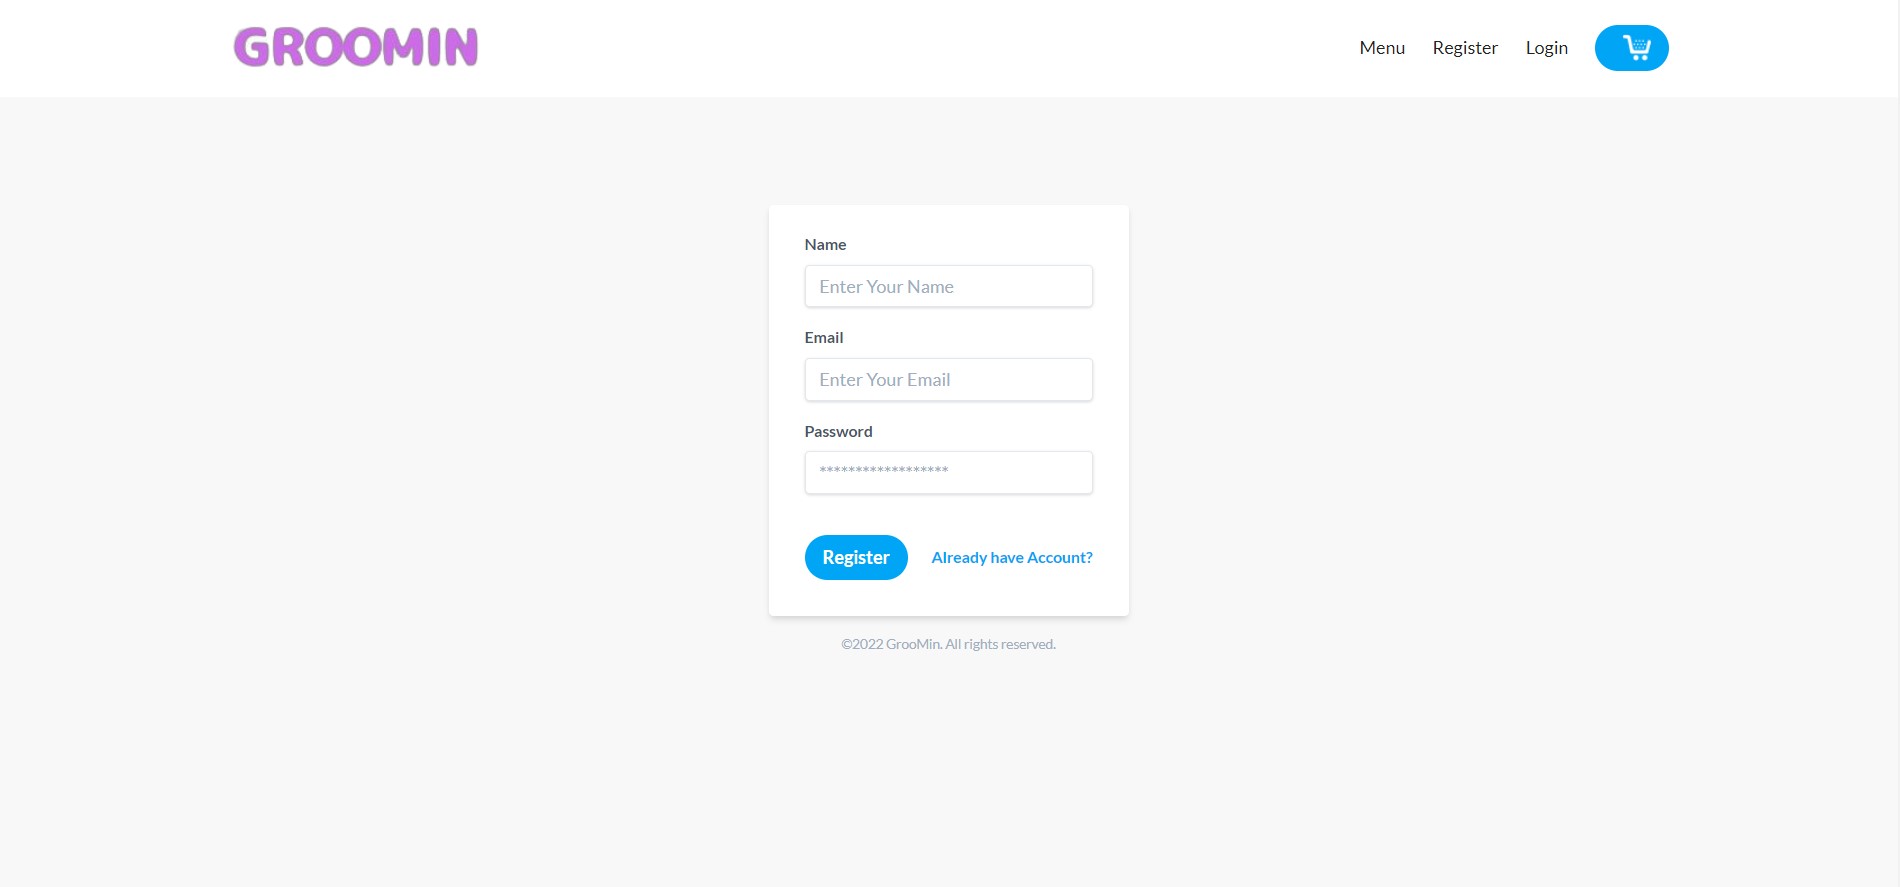 GROOMIN
Menu Register Login
Name
Enter Your Name
Email
Enter Your Email
Password
******************
Register Already have Account?
©2022 GrooMin. All rights reserved.